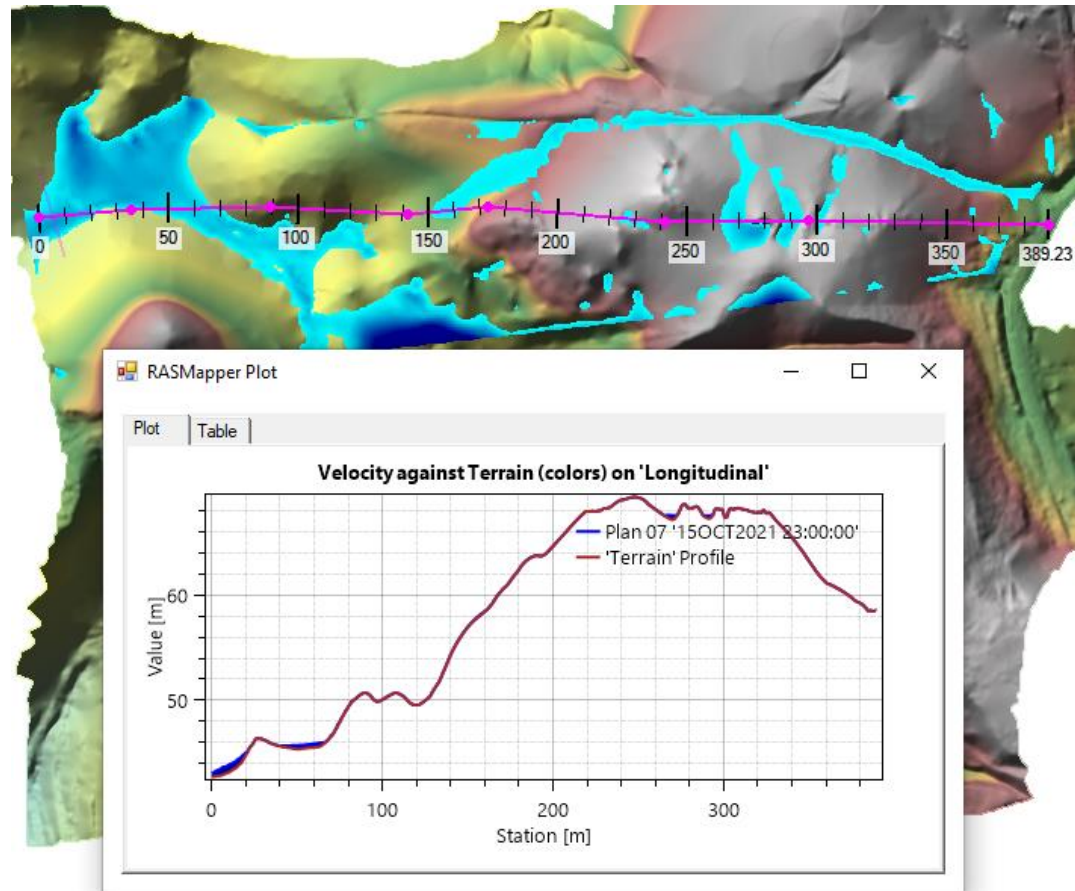 0
50
100
150
200
250
300
350
389.23
RASMapper Plot
Plot Table
Velocity against Terrain (colors) on 'Longitudinal'
Plan 07 '15OCT2021 23:00:00'
'Terrain' Profile
Value [m]
60
50
0 100 200 300
Station [m]